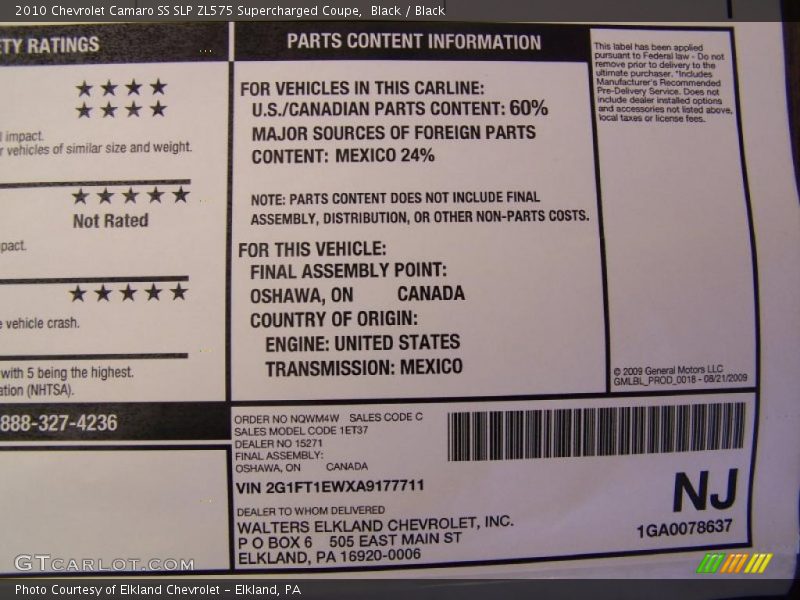 2010 Chevrolet Camaro SS SLP ZL575 Supercharged Coupe,  Black / Black
TY RATINGS
★★★★
★★★★
impact.
r vehicles of similar size and weight.
★★★★★
Not Rated
pact.
★★★★★
e vehicle crash.
with 5 being the highest.
ation (NHTSA).
888-327-4236
PARTS CONTENT INFORMATION
FOR VEHICLES IN THIS CARLINE:
U.S./CANADIAN PARTS CONTENT: 60%
MAJOR SOURCES OF FOREIGN PARTS
CONTENT: MEXICO 24%
NOTE: PARTS CONTENT DOES NOT INCLUDE FINAL
ASSEMBLY, DISTRIBUTION, OR OTHER NON-PARTS COSTS.
FOR THIS VEHICLE:
FINAL ASSEMBLY POINT:
OSHAWA, ON CANADA
COUNTRY OF ORIGIN:
ENGINE: UNITED STATES
TRANSMISSION: MEXICO
This label has been applied
pursuant to Federal law - Do not
remove prior to delivery to the
ultimate purchaser. *Includes
Manufacturer's Recommended
Pre-Delivery Service. Does not
include dealer installed options
and accessories not listed above,
local taxes or license fees.
© 2009 General Motors LLC
GMLBL_PROD_0018 - 08/21/2009
ORDER NO NQWM4W SALES CODE C
SALES MODEL CODE 1ET37
DEALER NO 15271
FINAL ASSEMBLY:
OSHAWA, ON CANADA
VIN 2G1FT1EWXA9177711
DEALER TO WHOM DELIVERED
WALTERS ELKLAND CHEVROLET, INC.
P O BOX 6 505 EAST MAIN ST
ELKLAND, PA 16920-0006
NJ
1GA0078637
GTCARLOT.COM
Photo Courtesy of Elkland Chevrolet – Elkland, PA